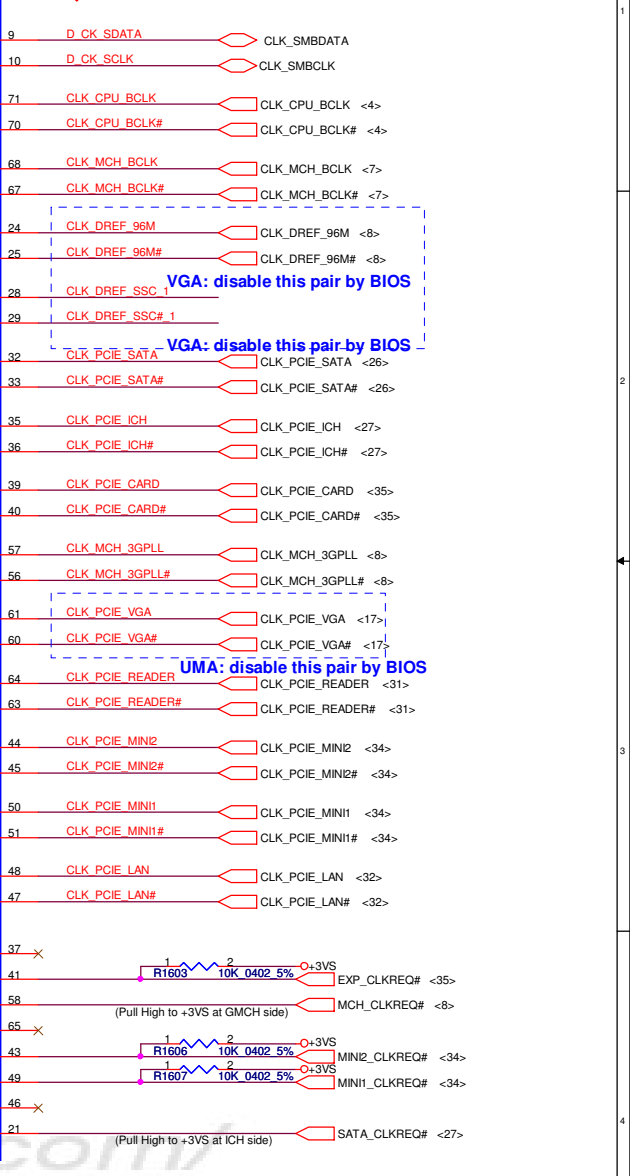 1
9 D_CK_SDATA CLK_SMBDATA
10 D_CK_SCLK CLK_SMBCLK
71 CLK_CPU_BCLK CLK_CPU_BCLK <4>
70 CLK_CPU_BCLK# CLK_CPU_BCLK# <4>
68 CLK_MCH_BCLK CLK_MCH_BCLK <7>
67 CLK_MCH_BCLK# CLK_MCH_BCLK# <7>
24 CLK_DREF_96M CLK_DREF_96M <8>
25 CLK_DREF_96M# CLK_DREF_96M# <8>
VGA: disable this pair by BIOS
28 CLK_DREF_SSC_1
29 CLK_DREF_SSC#_1
VGA: disable this pair by BIOS
32 CLK_PCIE_SATA CLK_PCIE_SATA <26>
2
33 CLK_PCIE_SATA# CLK_PCIE_SATA# <26>
35 CLK_PCIE_ICH CLK_PCIE_ICH <27>
36 CLK_PCIE_ICH# CLK_PCIE_ICH# <27>
39 CLK_PCIE_CARD CLK_PCIE_CARD <35>
40 CLK_PCIE_CARD# CLK_PCIE_CARD# <35>
57 CLK_MCH_3GPLL CLK_MCH_3GPLL <8>
56 CLK_MCH_3GPLL# CLK_MCH_3GPLL# <8>
61 CLK_PCIE_VGA CLK_PCIE_VGA <17>
60 CLK_PCIE_VGA# CLK_PCIE_VGA# <17>
UMA: disable this pair by BIOS
64 CLK_PCIE_READER CLK_PCIE_READER <31>
63 CLK_PCIE_READER# CLK_PCIE_READER# <31>
44 CLK_PCIE_MINI2 CLK_PCIE_MINI2 <34>
3
45 CLK_PCIE_MINI2# CLK_PCIE_MINI2# <34>
50 CLK_PCIE_MINI1 CLK_PCIE_MINI1 <34>
51 CLK_PCIE_MINI1# CLK_PCIE_MINI1# <34>
48 CLK_PCIE_LAN CLK_PCIE_LAN <32>
47 CLK_PCIE_LAN# CLK_PCIE_LAN# <32>
37
1 2 +3VS
R1603 10K_0402_5%
41 EXP_CLKREQ# <35>
58 MCH_CLKREQ# <8>
(Pull High to +3VS at GMCH side)
65
1 2 +3VS
R1606 10K_0402_5%
43 MINI2_CLKREQ# <34>
1 2 +3VS
R1607 10K_0402_5%
49 MINI1_CLKREQ# <34>
46
4
21 SATA_CLKREQ# <27>
(Pull High to +3VS at ICH side)
com/